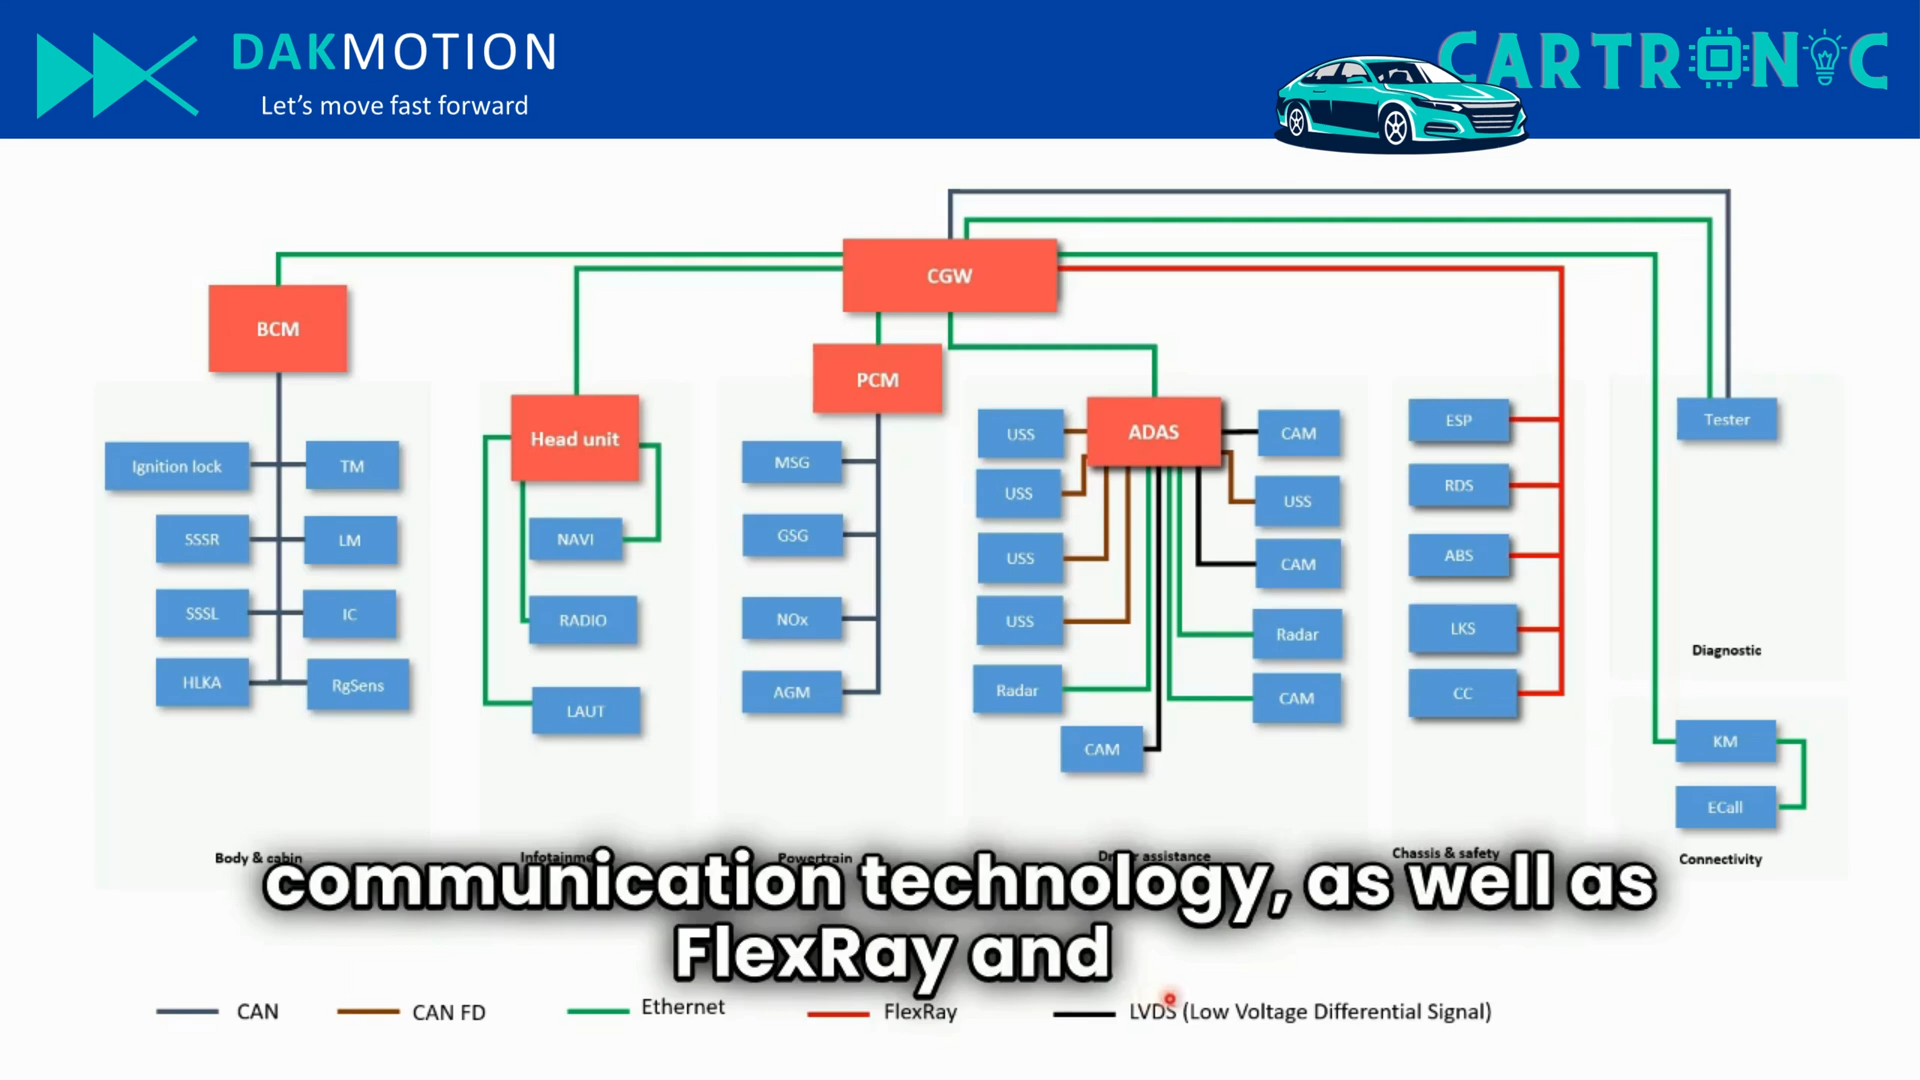 DAKMOTION
Let's move fast forward
CARTRONIC
CGW
BCM
PCM
Head unit
ADAS
Ignition lock
TM
SSSR
LM
SSSL
IC
HLKA
RgSens
Body & cabin
NAVI
RADIO
LAUT
MSG
GSG
NOx
AGM
Powertrain
USS
CAM
USS
USS
USS
CAM
USS
Radar
Radar
CAM
CAM
assistance
ESP
RDS
ABS
LKS
CC
Chassis & safety
Tester
Diagnostic
KM
ECall
Connectivity
communication technology, as well as
FlexRay and
CAN
CAN FD
Ethernet
FlexRay
LVDS (Low Voltage Differential Signal)